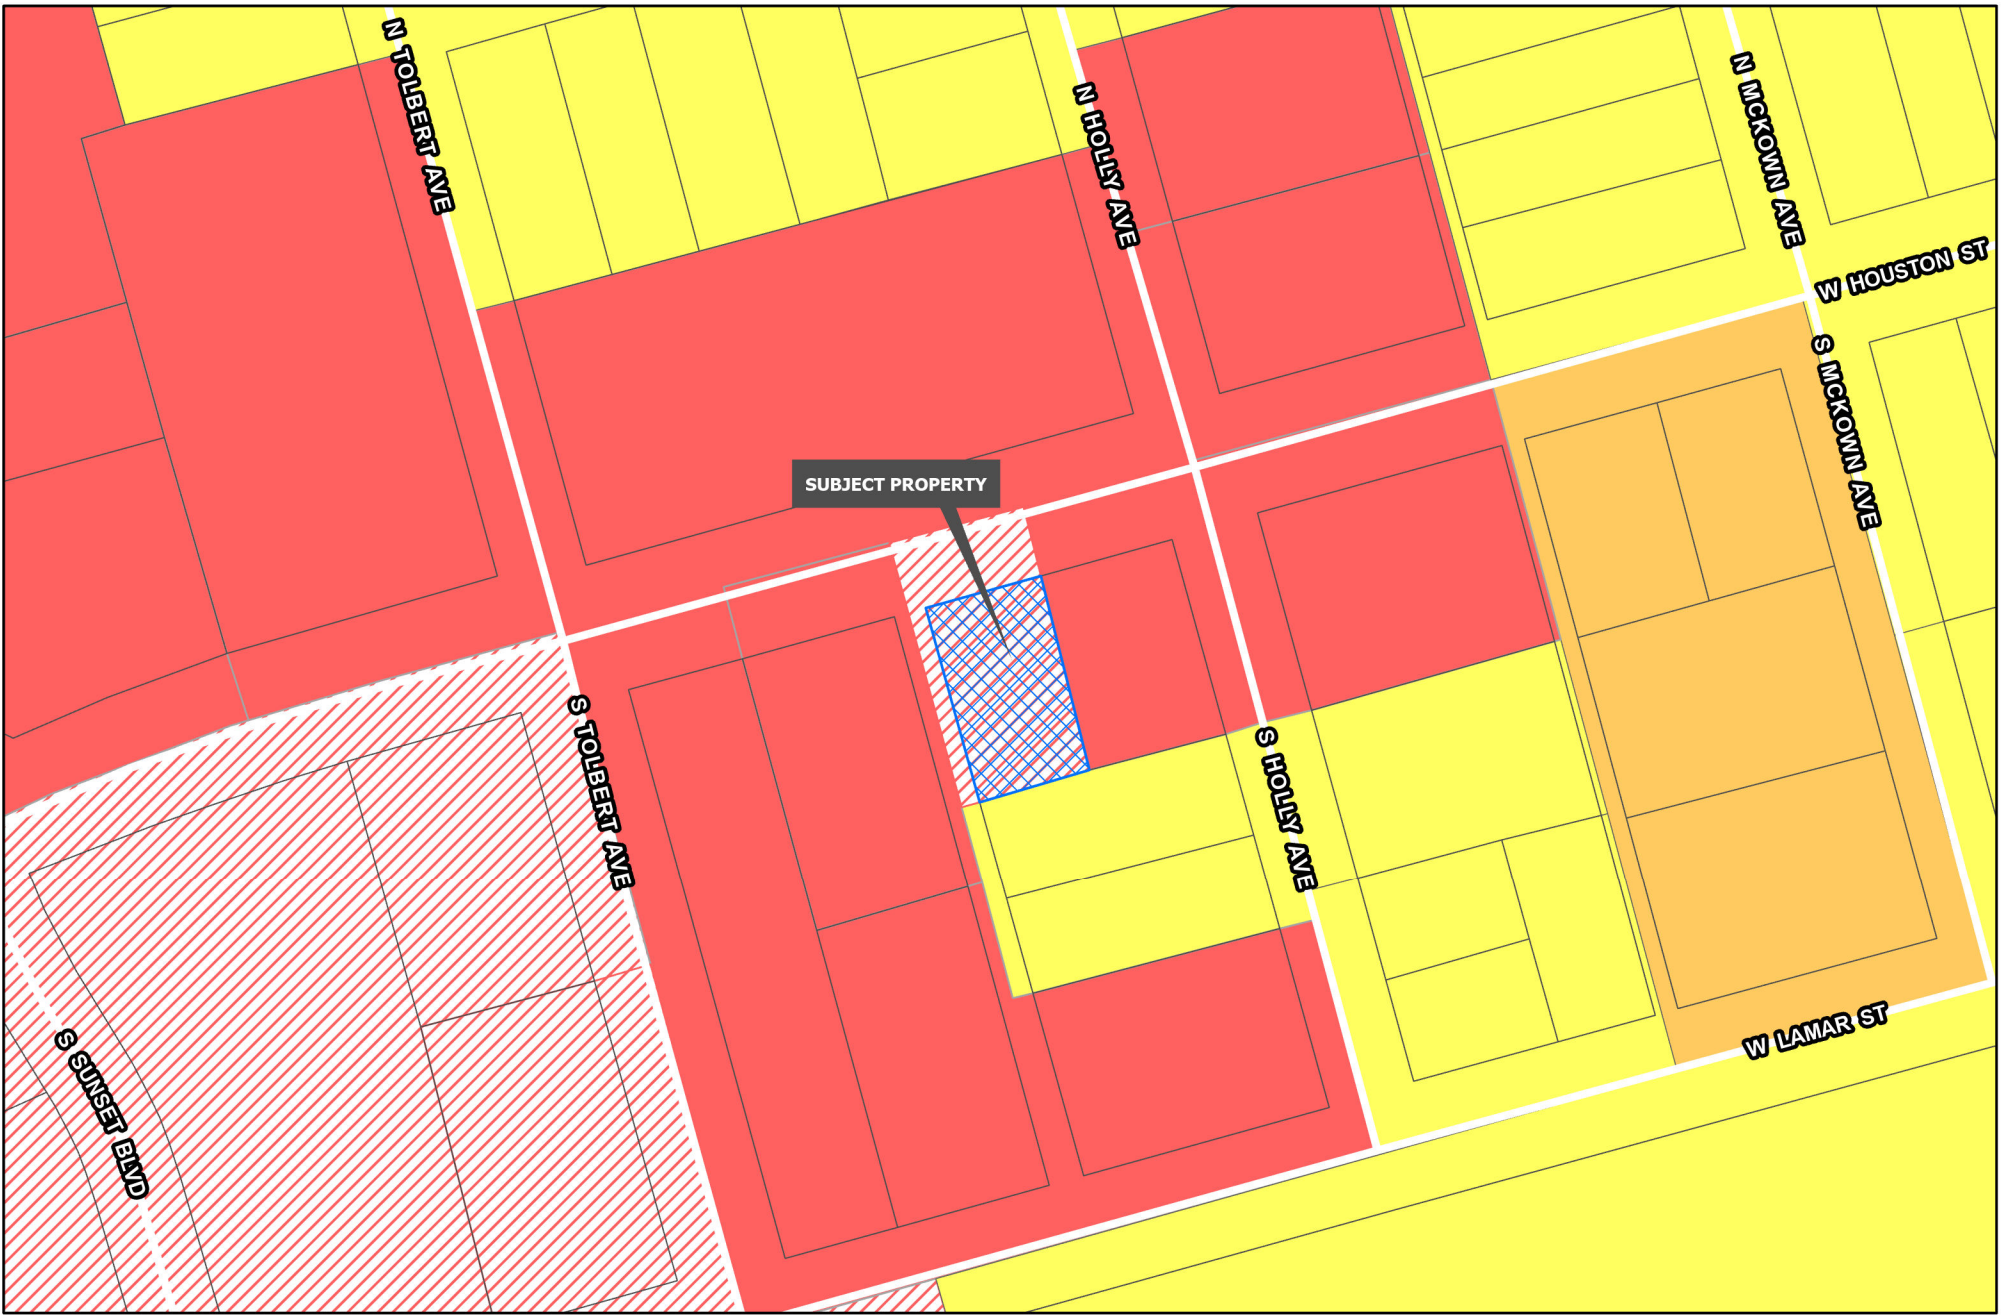 N TOLBERT AVE
N HOLLY AVE
N MCKOWN AVE
W HOUSTON ST
S MCKOWN AVE
SUBJECT PROPERTY
S TOLBERT AVE
S HOLLY AVE
W LAMAR ST
S SUNSET BLVD